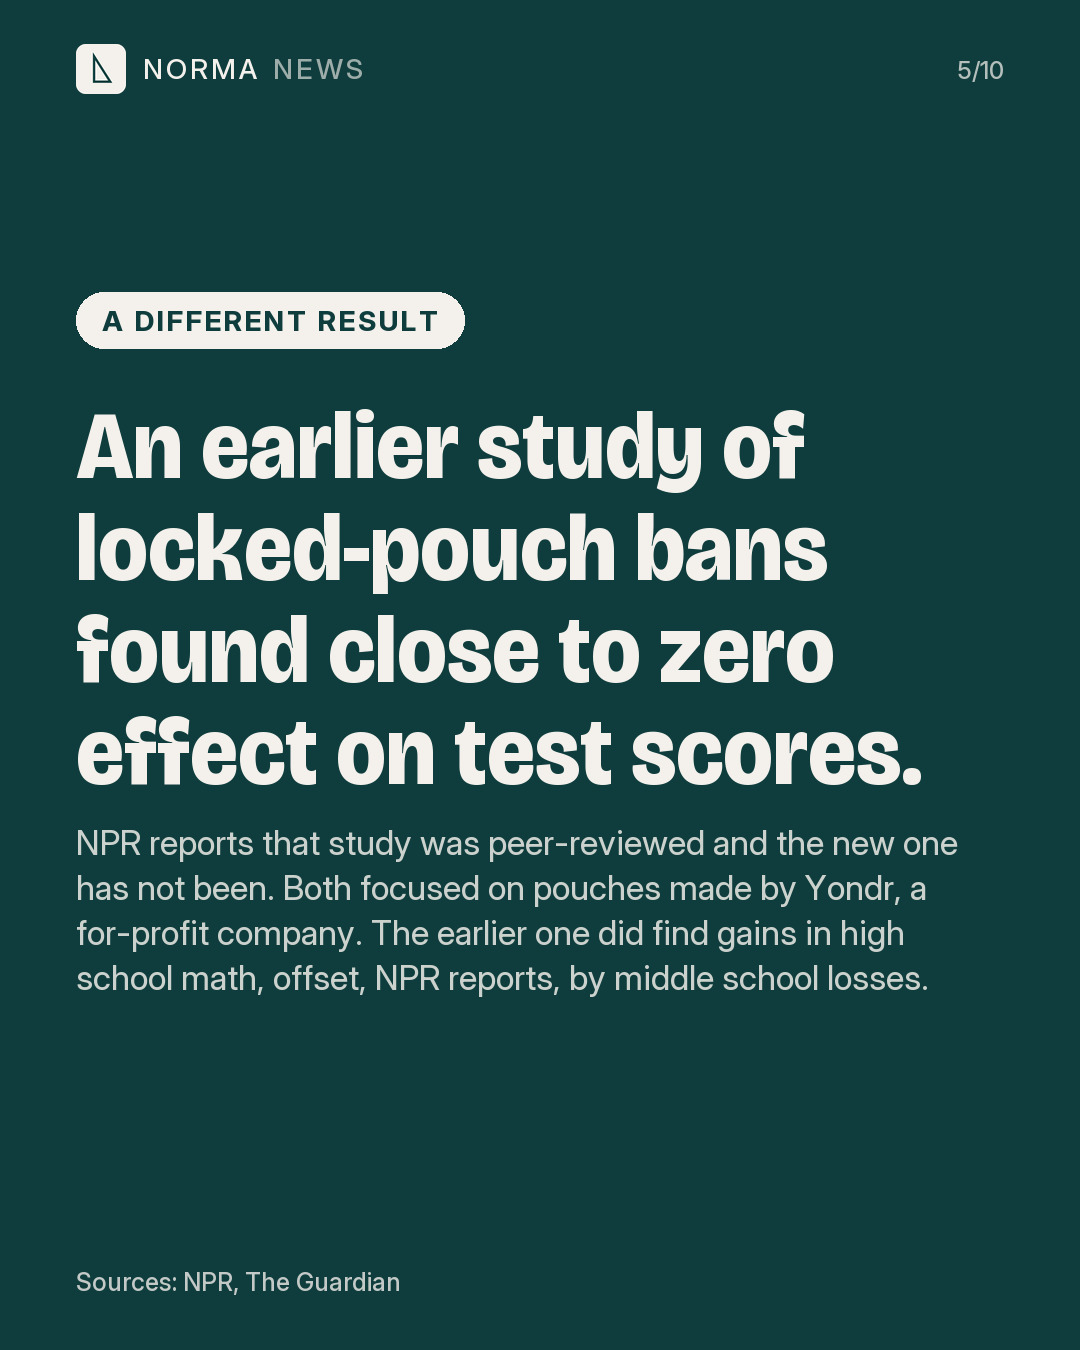 NORMA NEWS
5/10
A DIFFERENT RESULT
An earlier study of
locked-pouch bans
found close to zero
effect on test scores.
NPR reports that study was peer-reviewed and the new one
has not been. Both focused on pouches made by Yondr, a
for-profit company. The earlier one did find gains in high
school math, offset, NPR reports, by middle school losses.
Sources: NPR, The Guardian